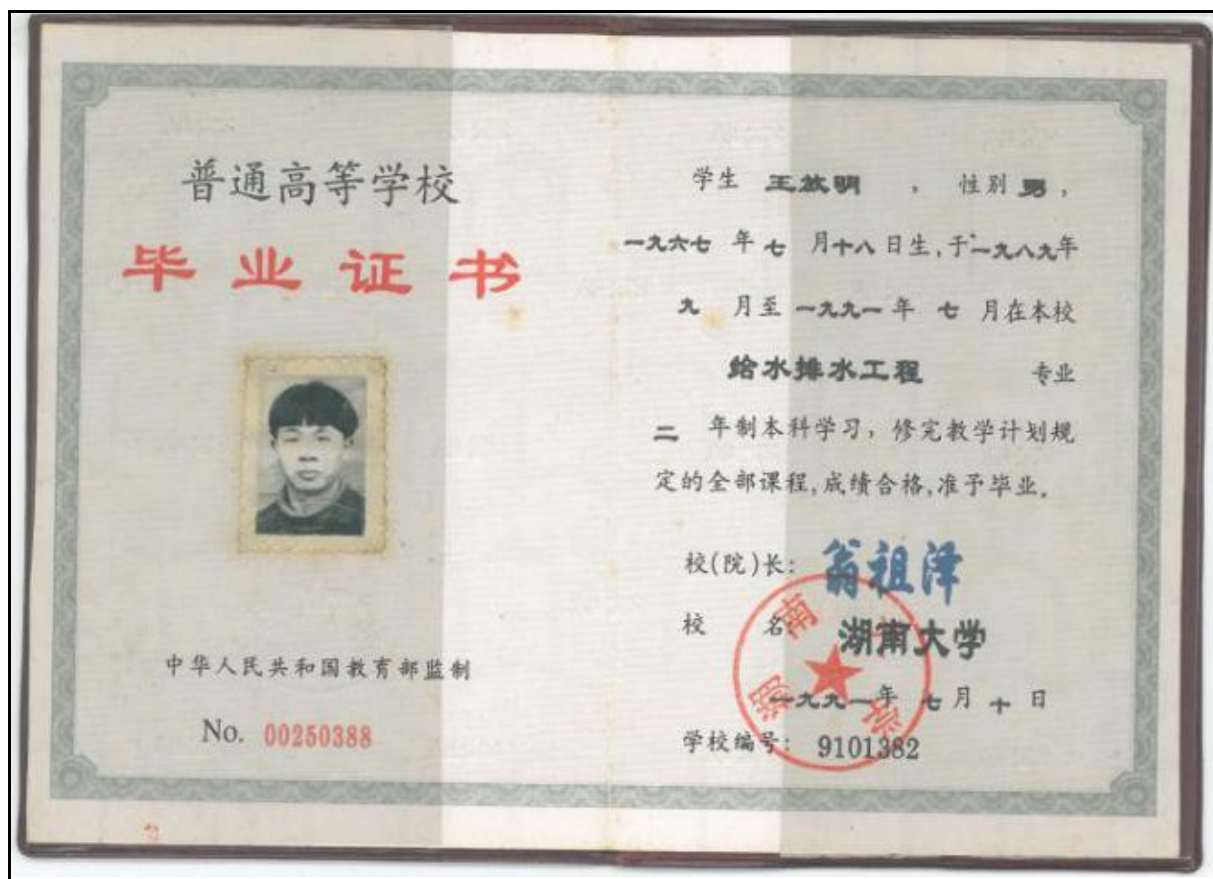 普通高等学校
毕业证书
中华人民共和国教育部监制
No. 00250388
学生 王放明 ， 性别 男，
一九六七 年 七 月十八日生,于一九八九年
九 月至 一九九一 年 七 月在本校
给水排水工程 专业
二 年制本科学习，修完教学计划规
定的全部课程,成绩合格,准予毕业。
校(院)长: 翁祖泽
校 名 湖南大学
一九九一年 七月 十 日
学校编号: 9101382
湖南大学